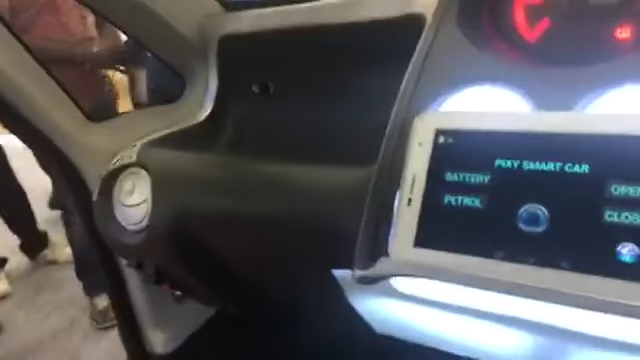 PIXY SMART CAR
BATTERY
OPEN
PETROL
CLOSE